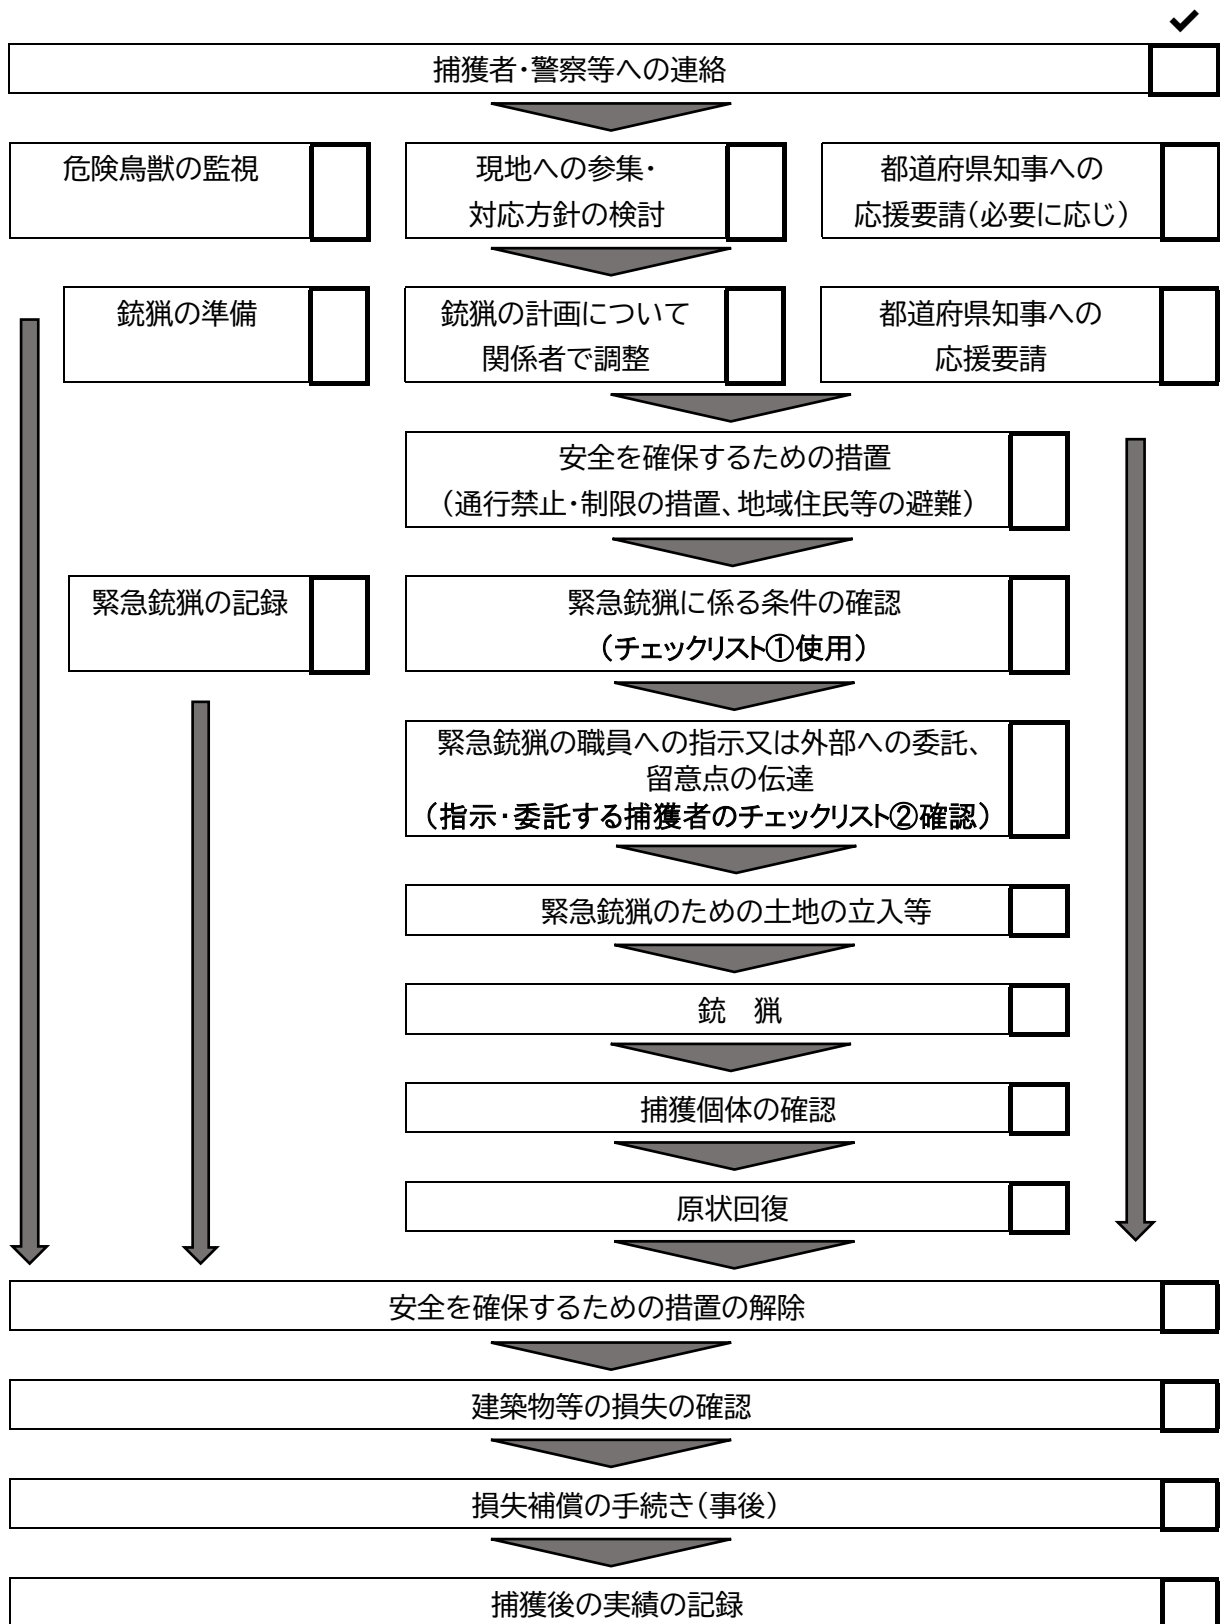 ✔
捕獲者・警察等への連絡
危険鳥獣の監視
現地への参集・
対応方針の検討
都道府県知事への
応援要請(必要に応じ)
銃猟の準備
銃猟の計画について
関係者で調整
都道府県知事への
応援要請
安全を確保するための措置
(通行禁止・制限の措置、地域住民等の避難)
緊急銃猟の記録
緊急銃猟に係る条件の確認
(チェックリスト①使用)
緊急銃猟の職員への指示又は外部への委託、
留意点の伝達
(指示・委託する捕獲者のチェックリスト②確認)
緊急銃猟のための土地の立入等
銃 猟
捕獲個体の確認
原状回復
安全を確保するための措置の解除
建築物等の損失の確認
損失補償の手続き(事後)
捕獲後の実績の記録